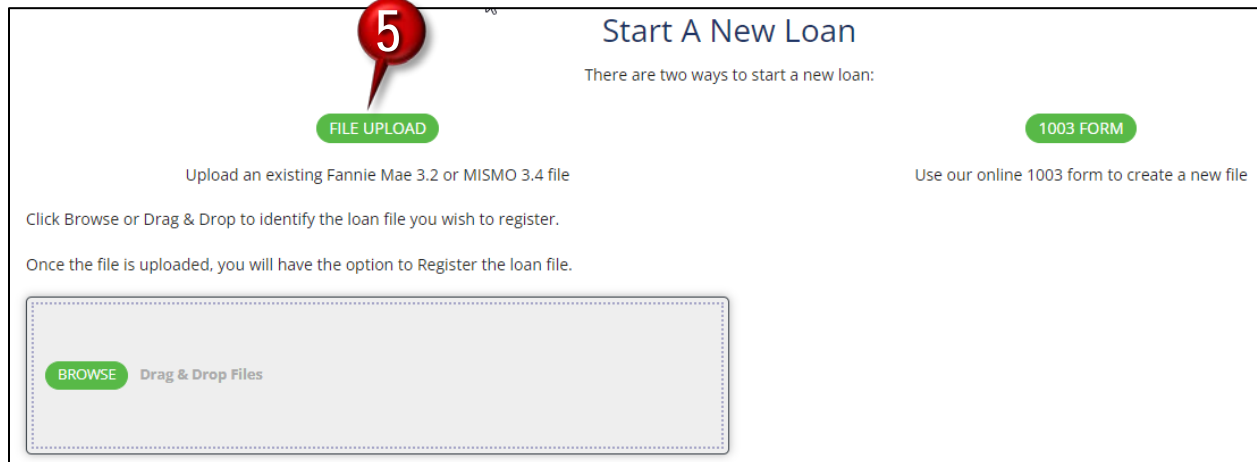 5
Start A New Loan
There are two ways to start a new loan:
FILE UPLOAD
1003 FORM
Upload an existing Fannie Mae 3.2 or MISMO 3.4 file
Use our online 1003 form to create a new file
Click Browse or Drag & Drop to identify the loan file you wish to register.
Once the file is uploaded, you will have the option to Register the loan file.
BROWSE Drag & Drop Files